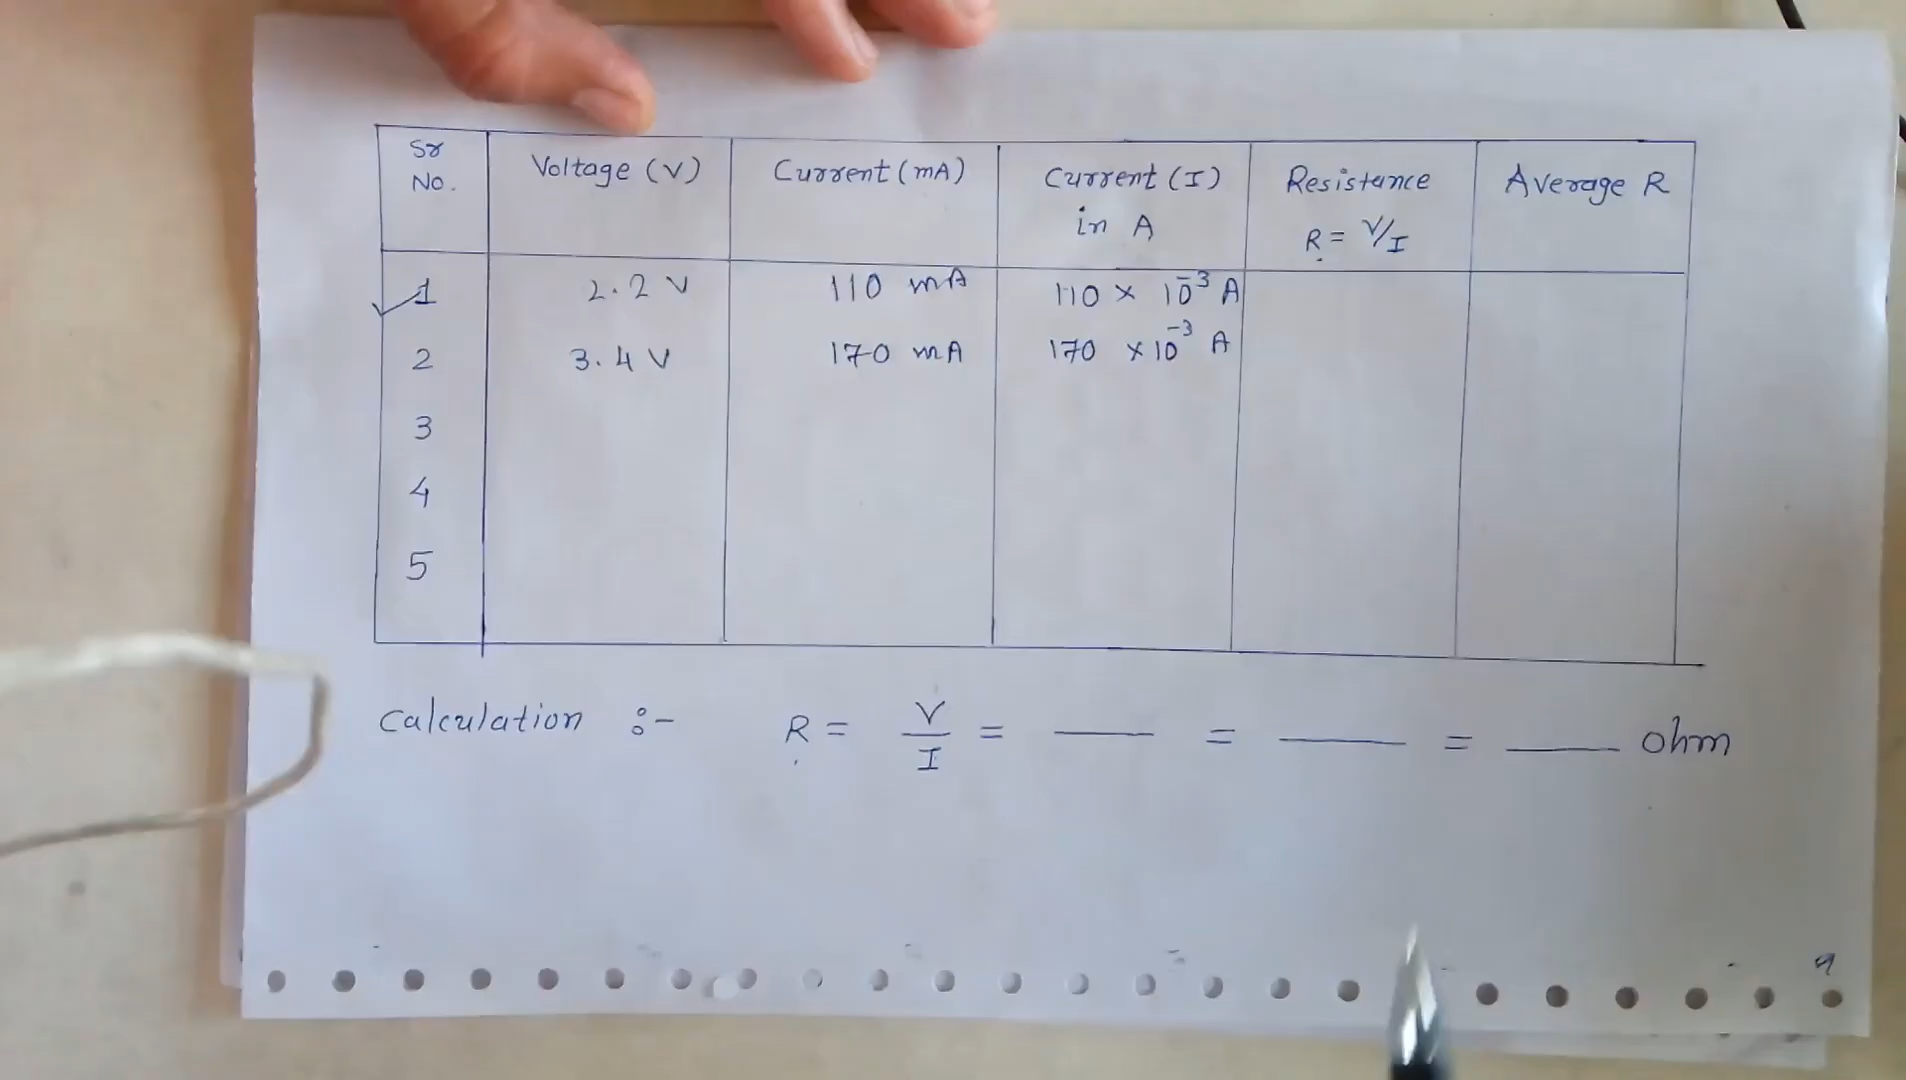 Sr No. Voltage (V) Current (mA) Current (I) in A Resistance R = V/I Average R
1 2.2 V 110 mA 110 × 10⁻³ A
2 3.4 V 170 mA 170 × 10⁻³ A
3
4
5
Calculation :- R = V/I = ____ = ____ = ____ ohm